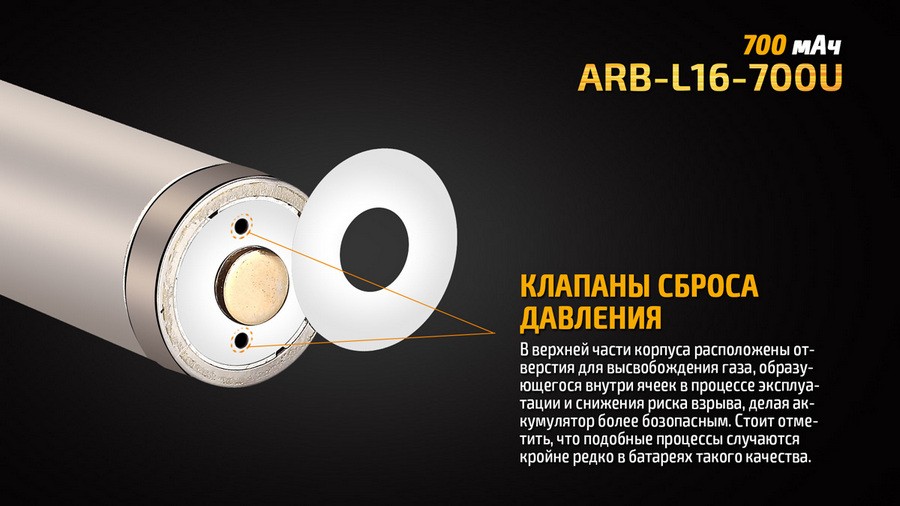 700 мАч
ARB-L16-700U
КЛАПАНЫ СБРОСА
ДАВЛЕНИЯ
В верхней части корпуса расположены от-
верстия для высвобождения газа, образу-
ющегося внутри ячеек в процессе эксплуа-
тации и снижения риска взрыва, делая ак-
кумулятор более бозопасным. Стоит отме-
тить, что подобные процессы случаются
кройне редко в батареях такого качества.